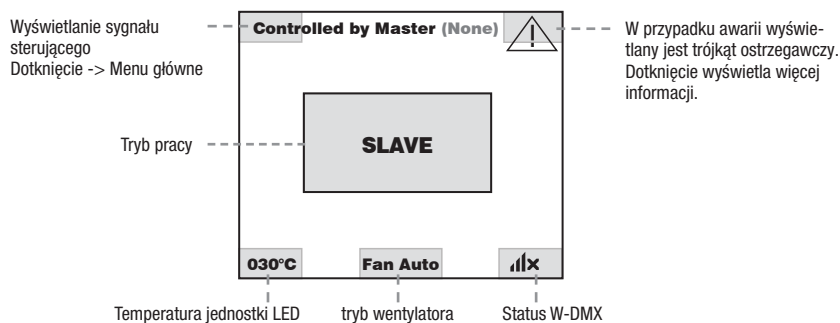 Wyświetlanie sygnału
sterującego
Dotknięcie -> Menu główne
Controlled by Master (None)
!
W przypadku awarii wyświe-
tlany jest trójkąt ostrzegawczy.
Dotknięcie wyświetla więcej
informacji.
Tryb pracy
SLAVE
030°C
Fan Auto
x
Temperatura jednostki LED
tryb wentylatora
Status W-DMX